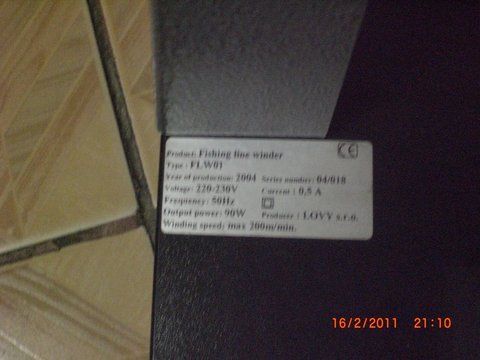 Product: Fishing line winder
CE
Type : FLW01
Year of production: 2004 Series number: 04/018
Voltage: 220-230V Current : 0,5 A
Frequency: 50Hz
Output power: 90W Producer : LOVY s.r.o.
Winding speed: max 200m/min.
16/2/2011 21:10